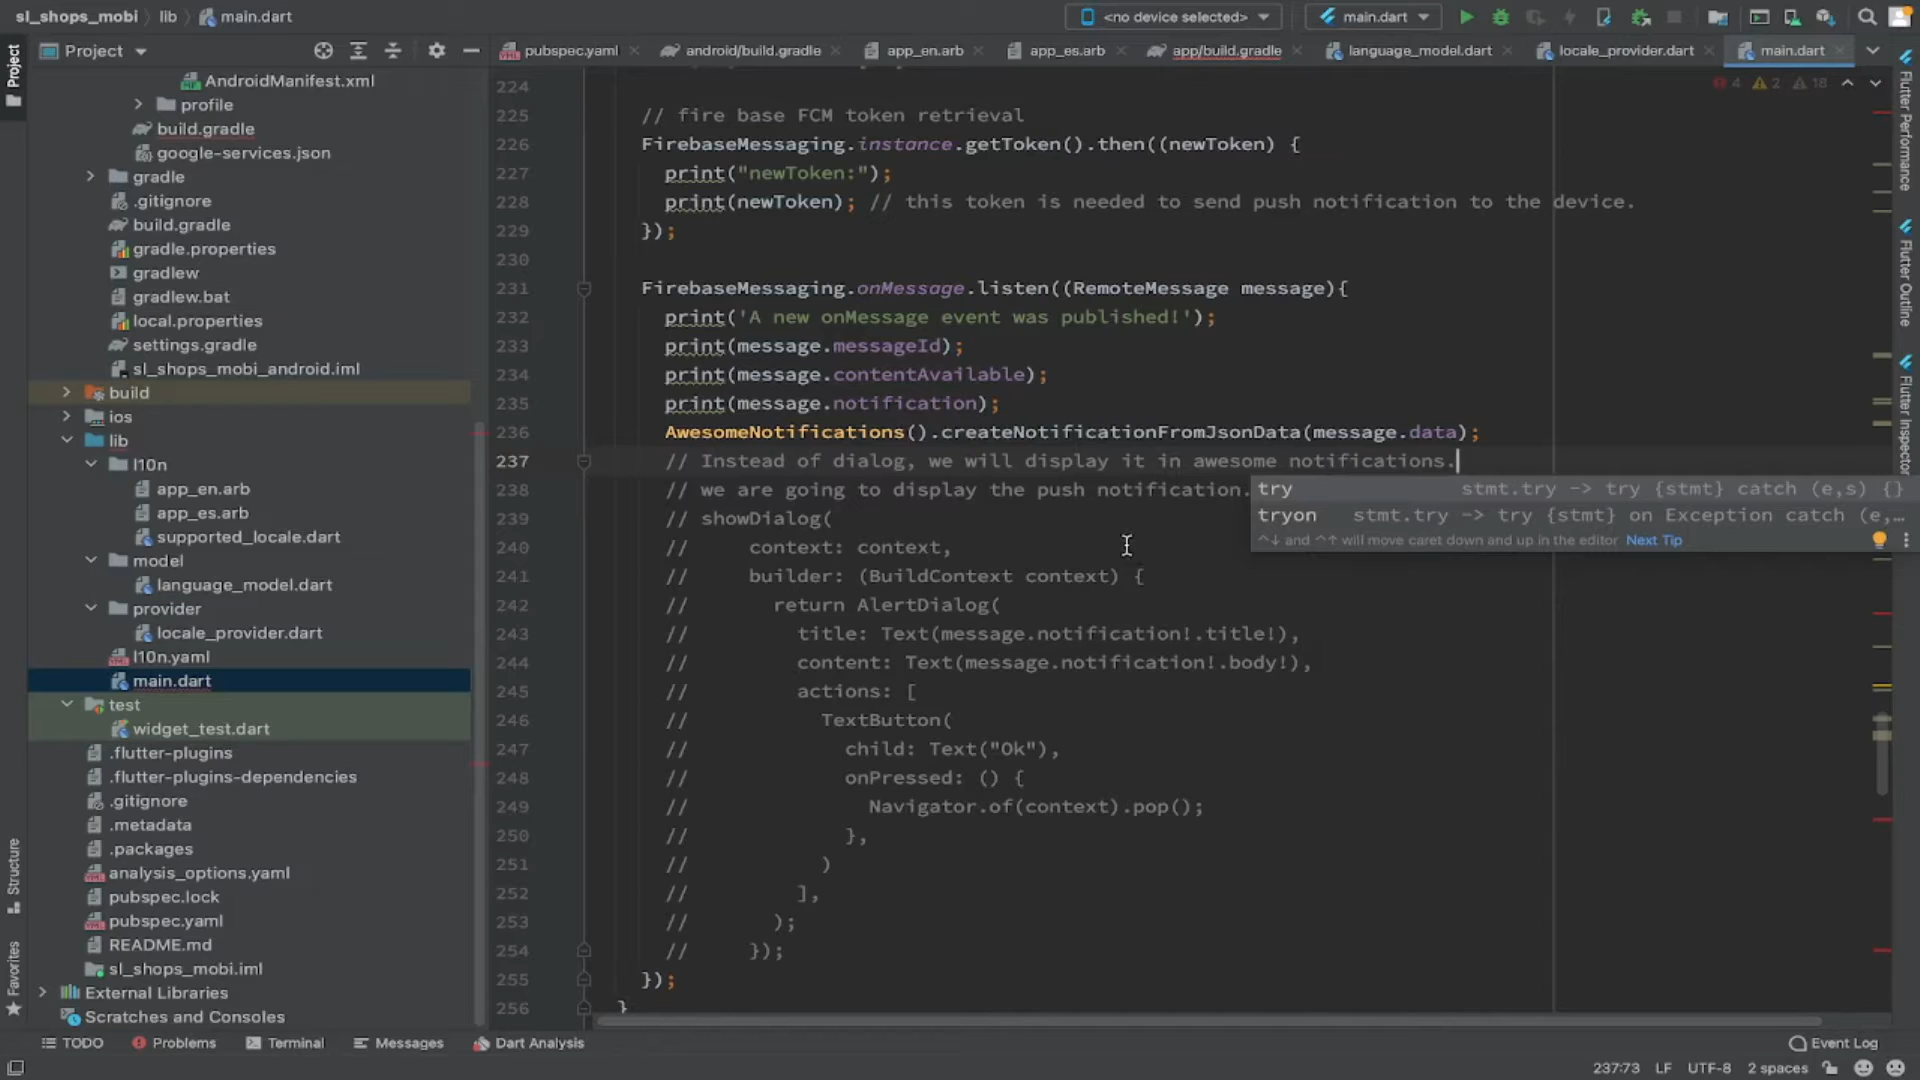 sl_shops_mobi lib main.dart <no device selected> main.dart
Project pubspec.yaml android/build.gradle app_en.arb app_es.arb app/build.gradle language_model.dart locale_provider.dart main.dart
4 2 18
Project
Structure
Favorites
AndroidManifest.xml
profile
build.gradle
google-services.json
gradle
.gitignore
build.gradle
gradle.properties
gradlew
gradlew.bat
local.properties
settings.gradle
sl_shops_mobi_android.iml
build
ios
lib
l10n
app_en.arb
app_es.arb
supported_locale.dart
model
language_model.dart
provider
locale_provider.dart
l10n.yaml
main.dart
test
widget_test.dart
.flutter-plugins
.flutter-plugins-dependencies
.gitignore
.metadata
.packages
analysis_options.yaml
pubspec.lock
pubspec.yaml
README.md
sl_shops_mobi.iml
External Libraries
Scratches and Consoles
224
225 // fire base FCM token retrieval
226 FirebaseMessaging.instance.getToken().then((newToken) {
227 print("newToken:");
228 print(newToken); // this token is needed to send push notification to the device.
229 });
230
231 FirebaseMessaging.onMessage.listen((RemoteMessage message){
232 print('A new onMessage event was published!');
233 print(message.messageId);
234 print(message.contentAvailable);
235 print(message.notification);
236 AwesomeNotifications().createNotificationFromJsonData(message.data);
237 // Instead of dialog, we will display it in awesome notifications.
238 // we are going to display the push notification.
239 // showDialog(
240 // context: context,
241 // builder: (BuildContext context) {
242 // return AlertDialog(
243 // title: Text(message.notification!.title!),
244 // content: Text(message.notification!.body!),
245 // actions: [
246 // TextButton(
247 // child: Text("Ok"),
248 // onPressed: () {
249 // Navigator.of(context).pop();
250 // },
251 // )
252 // ],
253 // );
254 // });
255 });
256 }
try stmt.try -> try {stmt} catch (e,s) {}
tryon stmt.try -> try {stmt} on Exception catch (e,…
^↓ and ^↑ will move caret down and up in the editor Next Tip
Flutter Performance
Flutter Outline
Flutter Inspector
TODO Problems Terminal Messages Dart Analysis Event Log
237:73 LF UTF-8 2 spaces